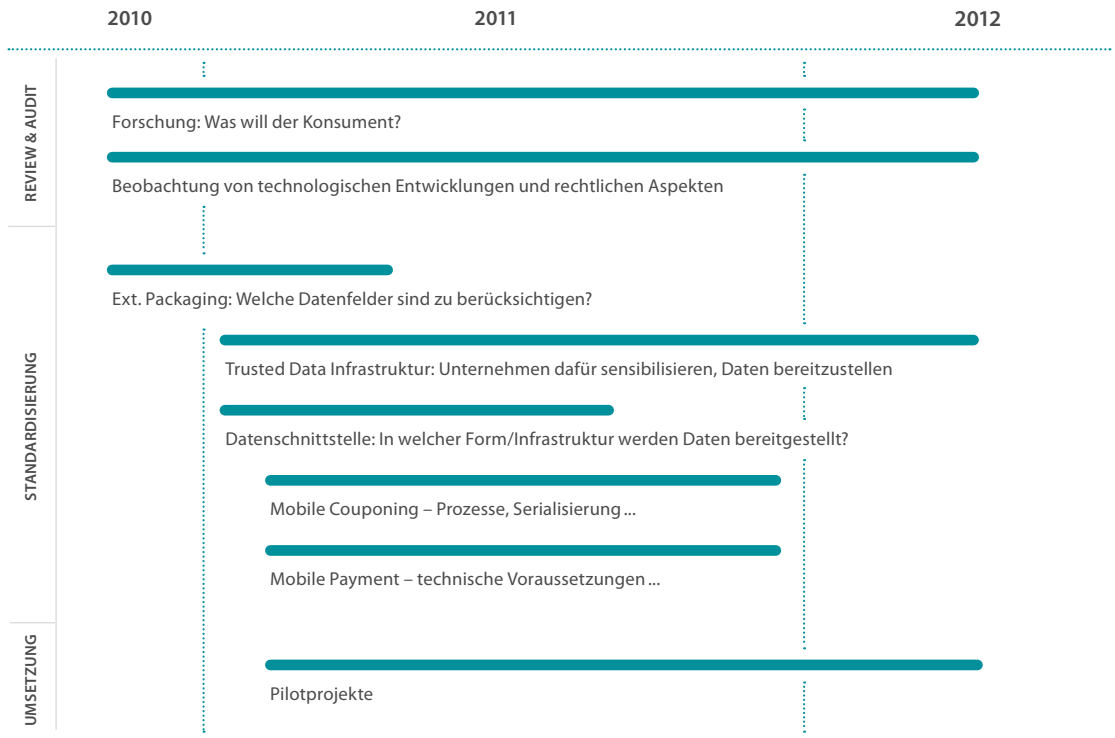 2010 2011 2012
REVIEW & AUDIT
Forschung: Was will der Konsument?
Beobachtung von technologischen Entwicklungen und rechtlichen Aspekten
STANDARDISIERUNG
Ext. Packaging: Welche Datenfelder sind zu berücksichtigen?
Trusted Data Infrastruktur: Unternehmen dafür sensibilisieren, Daten bereitzustellen
Datenschnittstelle: In welcher Form/Infrastruktur werden Daten bereitgestellt?
Mobile Couponing – Prozesse, Serialisierung ...
Mobile Payment – technische Voraussetzungen ...
UMSETZUNG
Pilotprojekte